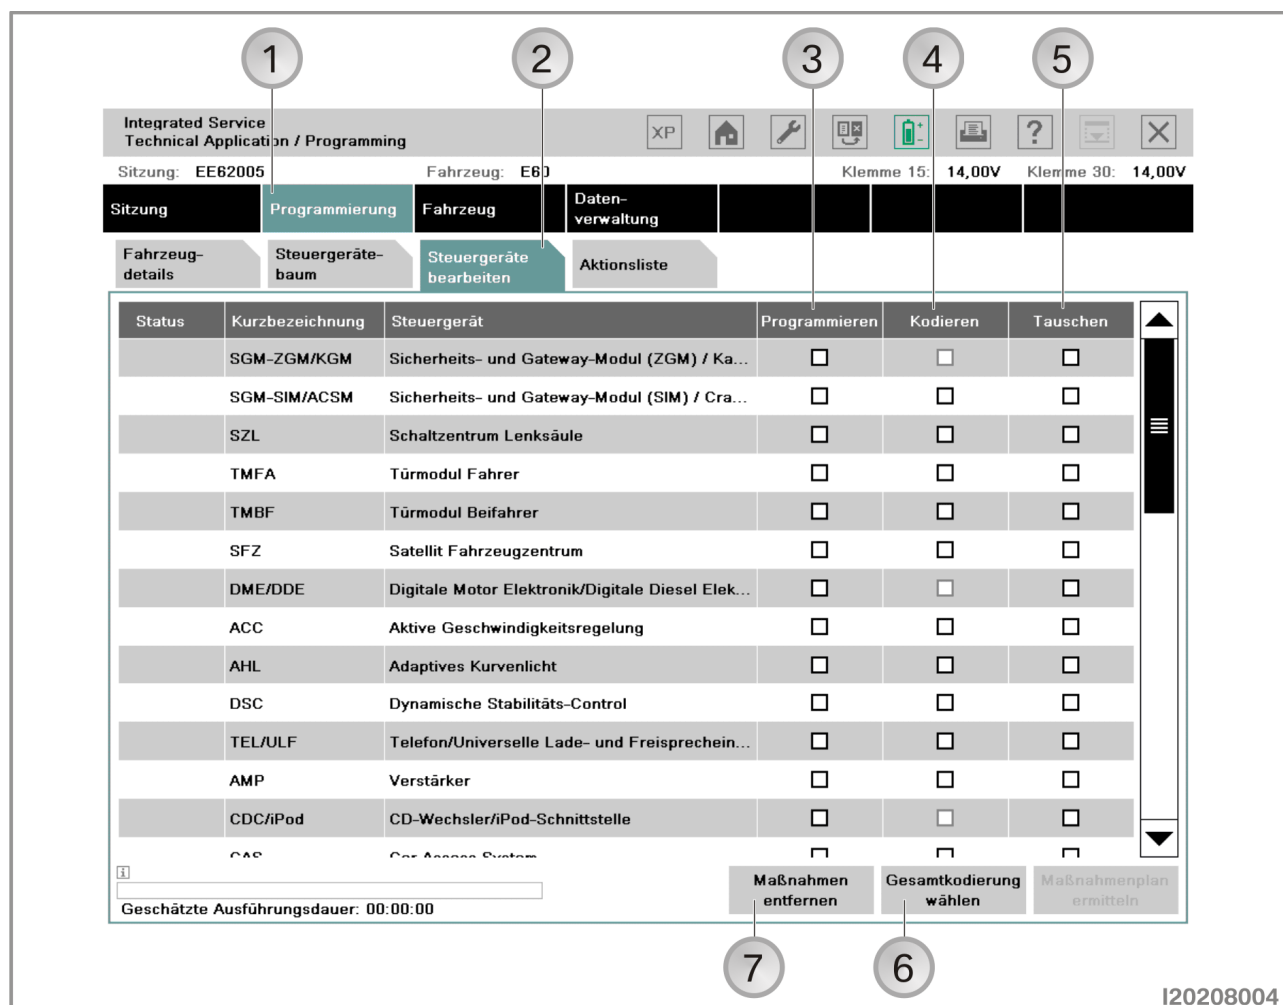 1 2 3 4 5
Integrated Service
Technical Application / Programming
XP
?
Sitzung: EE62005 Fahrzeug: E60 Klemme 15: 14,00V Klemme 30: 14,00V
Sitzung Programmierung Fahrzeug Daten-
verwaltung
Fahrzeug-
details
Steuergeräte-
baum
Steuergeräte
bearbeiten
Aktionsliste
Status Kurzbezeichnung Steuergerät Programmieren Kodieren Tauschen
SGM-ZGM/KGM Sicherheits- und Gateway-Modul (ZGM) / Ka...
SGM-SIM/ACSM Sicherheits- und Gateway-Modul (SIM) / Cra...
SZL Schaltzentrum Lenksäule
TMFA Türmodul Fahrer
TMBF Türmodul Beifahrer
SFZ Satellit Fahrzeugzentrum
DME/DDE Digitale Motor Elektronik/Digitale Diesel Elek...
ACC Aktive Geschwindigkeitsregelung
AHL Adaptives Kurvenlicht
DSC Dynamische Stabilitäts-Control
TEL/ULF Telefon/Universelle Lade- und Freisprechein...
AMP Verstärker
CDC/iPod CD-Wechsler/iPod-Schnittstelle
CAS Car Access System
i
Geschätzte Ausführungsdauer: 00:00:00
Maßnahmen
entfernen
Gesamtkodierung
wählen
Maßnahmenplan
ermitteln
7 6
I20208004